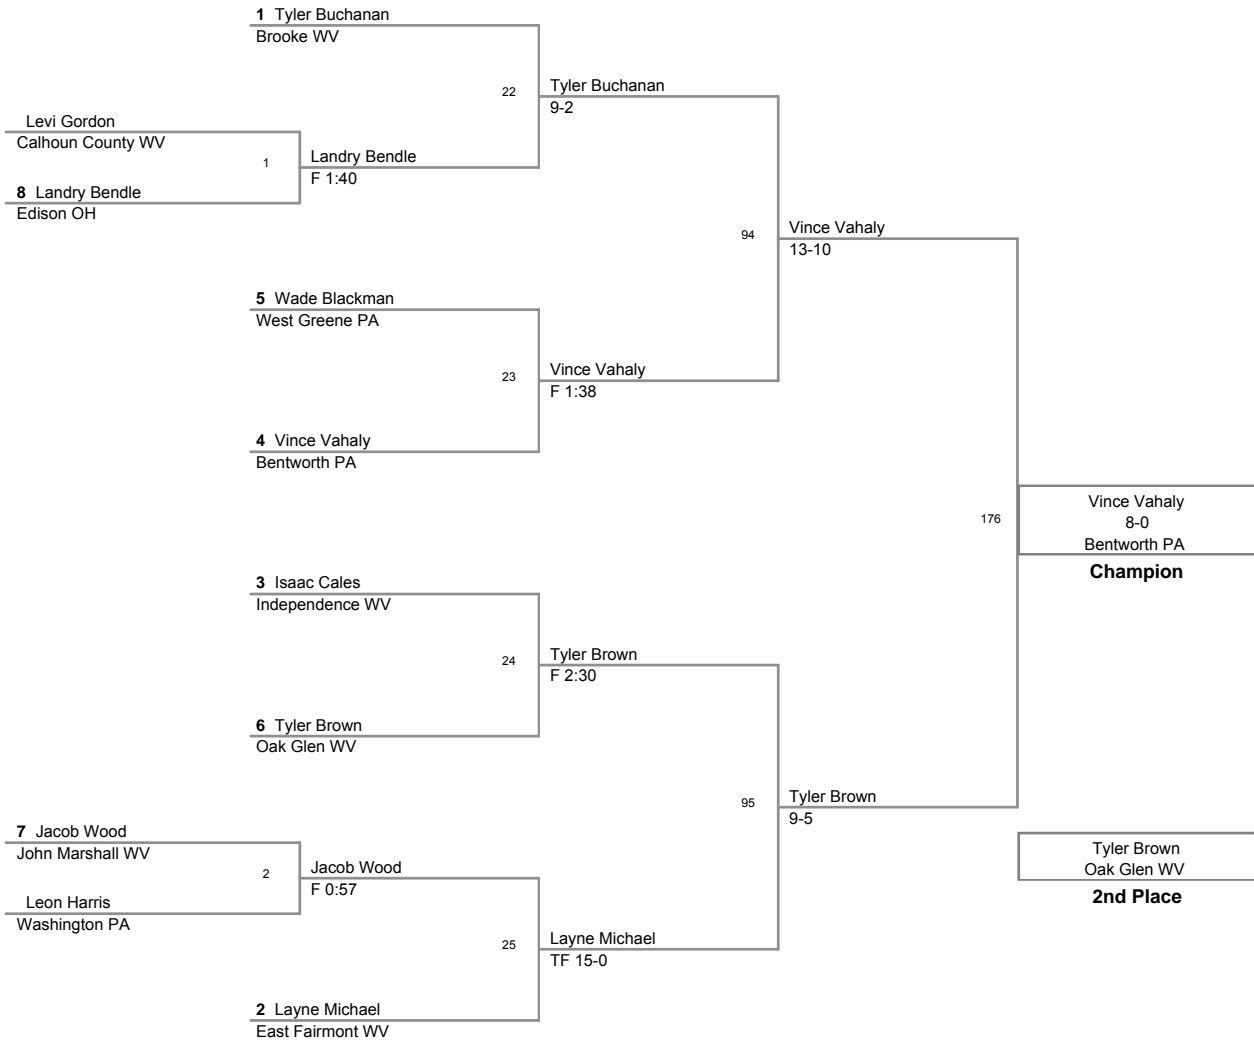 1 Tyler Buchanan
Brooke WV
22
Tyler Buchanan
9-2
Levi Gordon
Calhoun County WV
1
Landry Bendle
F 1:40
8 Landry Bendle
Edison OH
94
Vince Vahaly
13-10
5 Wade Blackman
West Greene PA
23
Vince Vahaly
F 1:38
4 Vince Vahaly
Bentworth PA
176
Vince Vahaly
8-0
Bentworth PA
Champion
3 Isaac Cales
Independence WV
24
Tyler Brown
F 2:30
6 Tyler Brown
Oak Glen WV
95
Tyler Brown
9-5
7 Jacob Wood
John Marshall WV
2
Jacob Wood
F 0:57
Leon Harris
Washington PA
Tyler Brown
Oak Glen WV
2nd Place
25
Layne Michael
TF 15-0
2 Layne Michael
East Fairmont WV